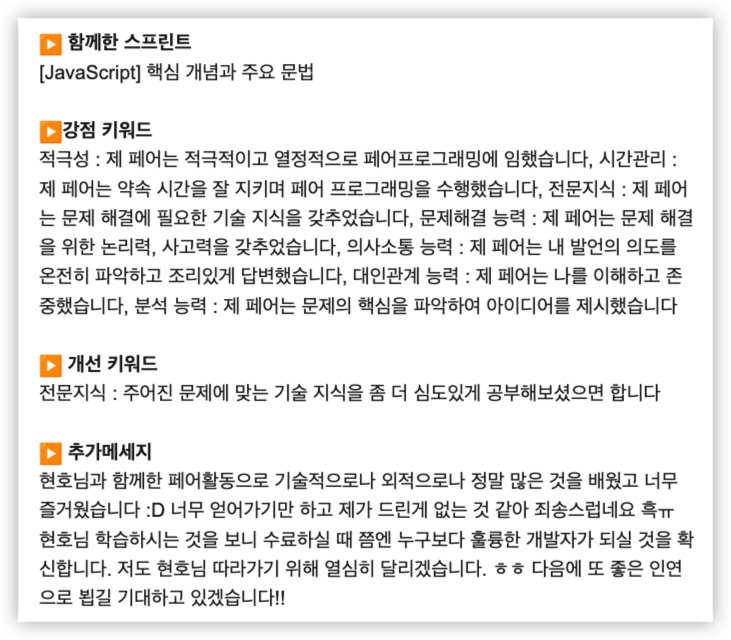 ▶️ 함께한 스프린트
[JavaScript] 핵심 개념과 주요 문법
▶️강점 키워드
적극성 : 제 페어는 적극적이고 열정적으로 페어프로그래밍에 임했습니다, 시간관리 :
제 페어는 약속 시간을 잘 지키며 페어 프로그래밍을 수행했습니다, 전문지식 : 제 페어
는 문제 해결에 필요한 기술 지식을 갖추었습니다, 문제해결 능력 : 제 페어는 문제 해결
을 위한 논리력, 사고력을 갖추었습니다, 의사소통 능력 : 제 페어는 내 발언의 의도를
온전히 파악하고 조리있게 답변했습니다, 대인관계 능력 : 제 페어는 나를 이해하고 존
중했습니다, 분석 능력 : 제 페어는 문제의 핵심을 파악하여 아이디어를 제시했습니다
▶️ 개선 키워드
전문지식 : 주어진 문제에 맞는 기술 지식을 좀 더 심도있게 공부해보셨으면 합니다
▶️ 추가메세지
현호님과 함께한 페어활동으로 기술적으로나 외적으로나 정말 많은 것을 배웠고 너무
즐거웠습니다 :D 너무 얻어가기만 하고 제가 드린게 없는 것 같아 죄송스럽네요 흑ㅠ
현호님 학습하시는 것을 보니 수료하실 때 쯤엔 누구보다 훌륭한 개발자가 되실 것을 확
신합니다. 저도 현호님 따라가기 위해 열심히 달리겠습니다. ㅎㅎ 다음에 또 좋은 인연
으로 뵙길 기대하고 있겠습니다!!